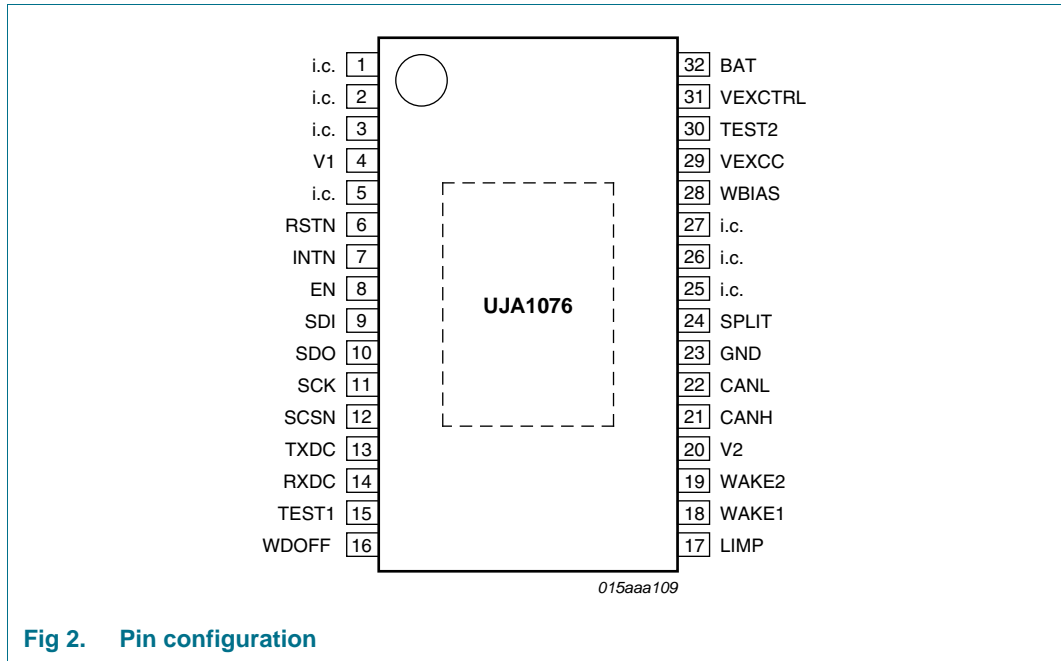 i.c. 1 32 BAT
i.c. 2 31 VEXCTRL
i.c. 3 30 TEST2
V1 4 29 VEXCC
i.c. 5 28 WBIAS
RSTN 6 27 i.c.
INTN 7 26 i.c.
EN 8 25 i.c.
UJA1076
SDI 9 24 SPLIT
SDO 10 23 GND
SCK 11 22 CANL
SCSN 12 21 CANH
TXDC 13 20 V2
RXDC 14 19 WAKE2
TEST1 15 18 WAKE1
WDOFF 16 17 LIMP
015aaa109
Fig 2. Pin configuration